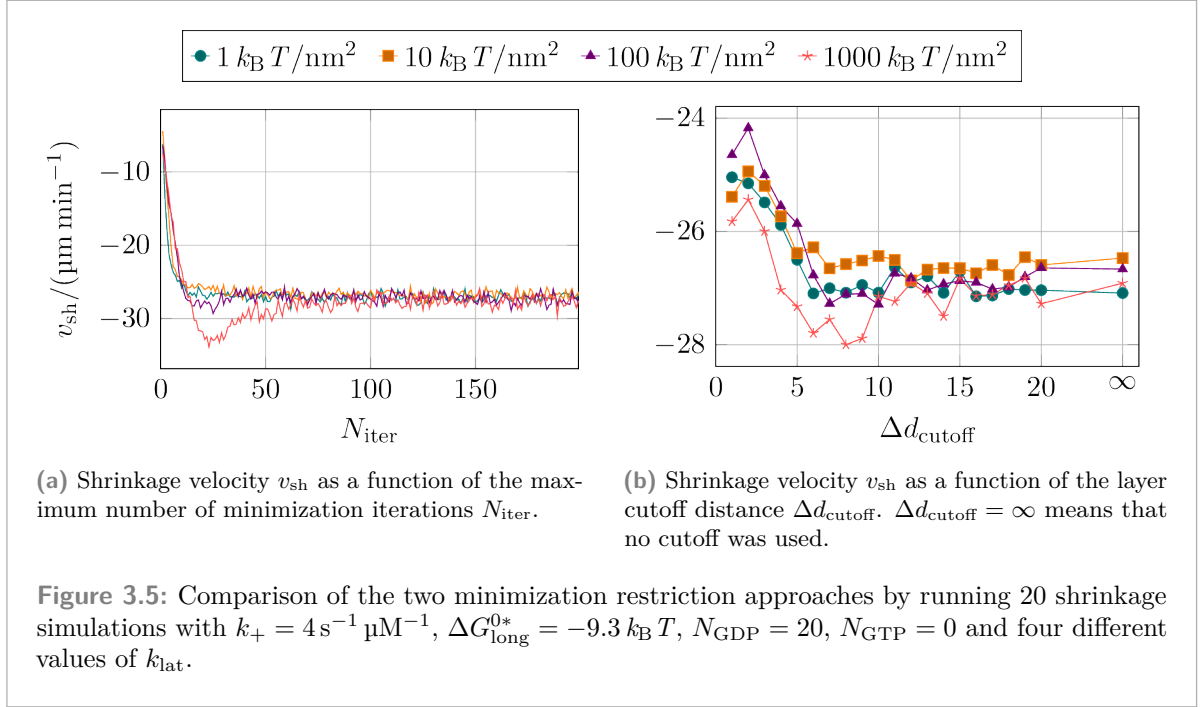 1 k_B T/nm² 10 k_B T/nm² 100 k_B T/nm² 1000 k_B T/nm²
v_sh/(µm min⁻¹)
−10
−20
−30
0 50 100 150
N_iter
−24
−26
−28
0 5 10 15 20 ∞
Δd_cutoff
(a) Shrinkage velocity v_sh as a function of the max-
imum number of minimization iterations N_iter.
(b) Shrinkage velocity v_sh as a function of the layer
cutoff distance Δd_cutoff. Δd_cutoff = ∞ means that
no cutoff was used.
Figure 3.5: Comparison of the two minimization restriction approaches by running 20 shrinkage
simulations with k₊ = 4 s⁻¹ µM⁻¹, ΔG^0*_long = −9.3 k_B T, N_GDP = 20, N_GTP = 0 and four different
values of k_lat.